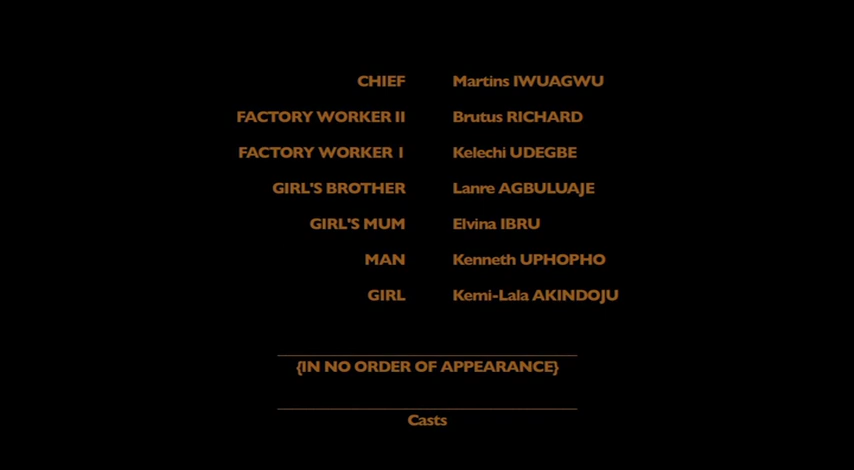 CHIEF Martins IWUAGWU
FACTORY WORKER II Brutus RICHARD
FACTORY WORKER 1 Kelechi UDEGBE
GIRL'S BROTHER Lanre AGBULUAJE
GIRL'S MUM Elvina IBRU
MAN Kenneth UPHOPHO
GIRL Kemi-Lala AKINDOJU
{IN NO ORDER OF APPEARANCE}
Casts